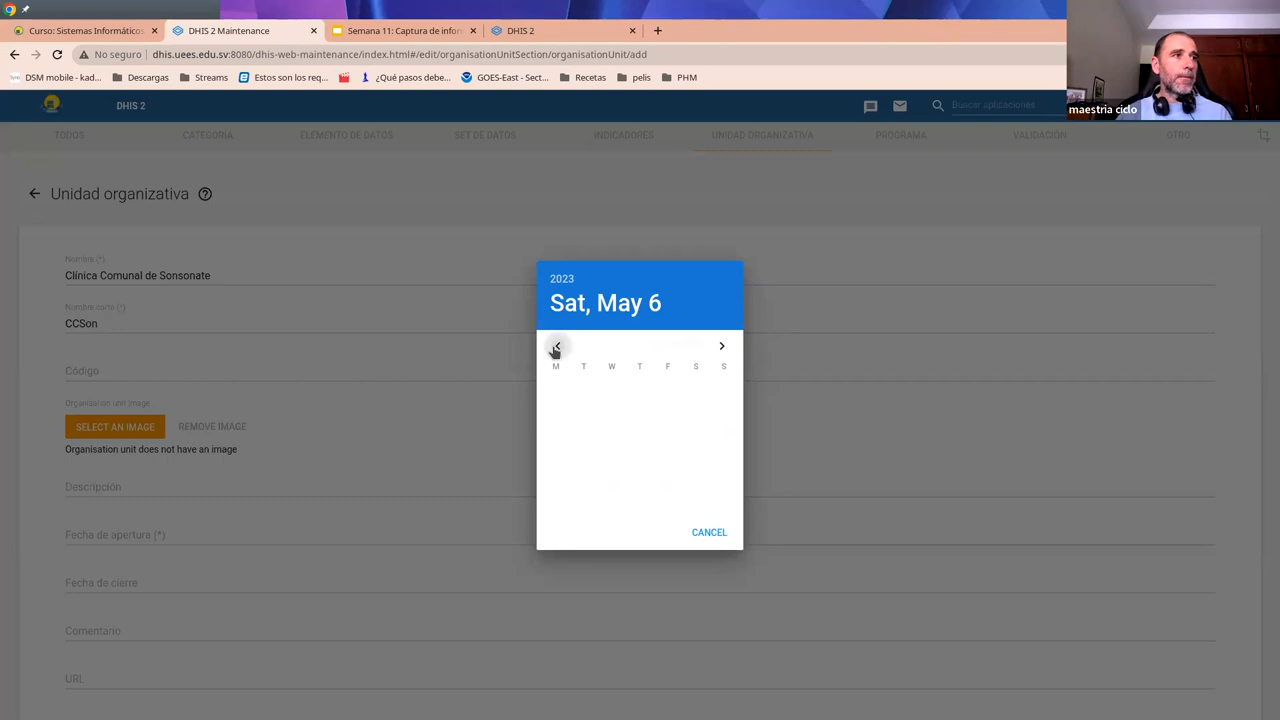 Curso: Sistemas Informáticos
DHIS 2 Maintenance
Semana 11: Captura de infor
DHIS 2
No seguro
dhis.uees.edu.sv:8080/dhis-web-maintenance/index.html#/edit/organisationUnitSection/organisationUnit/add
DSM mobile - kad...
Descargas
Streams
Estos son los req...
¿Qué pasos debe...
GOES-East - Sect...
Recetas
pelis
PHM
maestria ciclo
DHIS 2
Buscar aplicaciones
TODOS
CATEGORÍA
ELEMENTO DE DATOS
SET DE DATOS
INDICADORES
UNIDAD ORGANIZATIVA
PROGRAMA
VALIDACIÓN
OTRO
Unidad organizativa
Nombre (*)
Clínica Comunal de Sonsonate
Nombre corto (*)
CCSon
Código
Organisation unit image
SELECT AN IMAGE
REMOVE IMAGE
Organisation unit does not have an image
Descripción
Fecha de apertura (*)
Fecha de cierre
Comentario
URL
2023
Sat, May 6
M T W T F S S
CANCEL